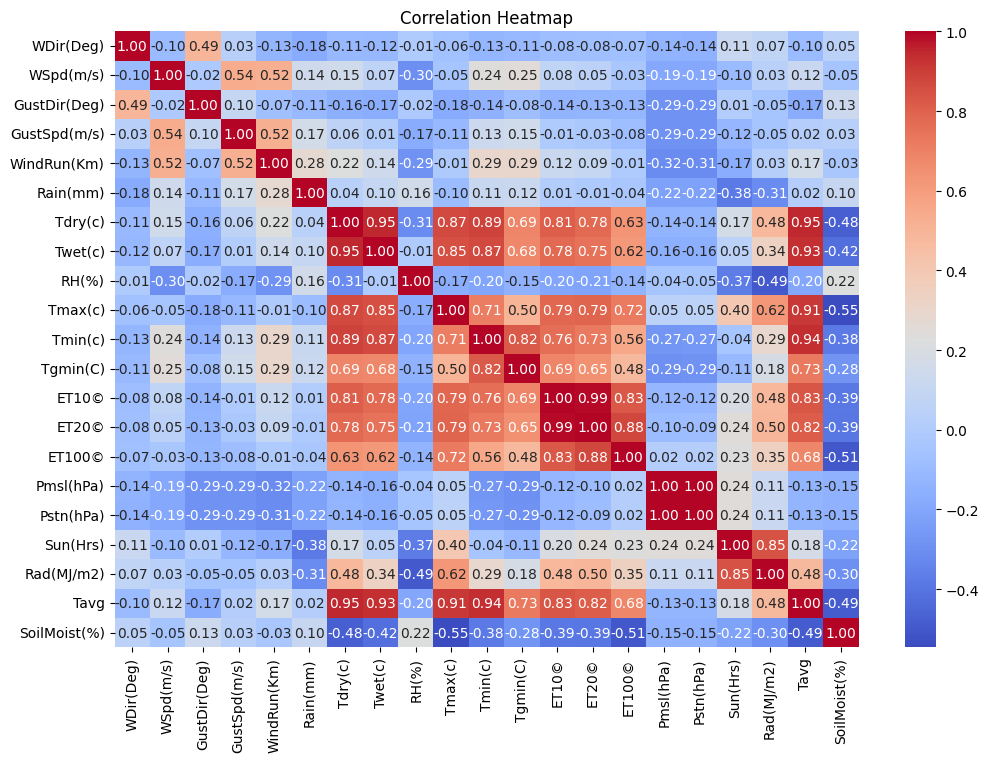 Correlation Heatmap
WDir(Deg) 1.00 -0.10 0.49 0.03 -0.13 -0.18 -0.11 -0.12 -0.01 -0.06 -0.13 -0.11 -0.08 -0.08 -0.07 -0.14 -0.14 0.11 0.07 -0.10 0.05
WSpd(m/s) -0.10 1.00 -0.02 0.54 0.52 0.14 0.15 0.07 -0.30 -0.05 0.24 0.25 0.08 0.05 -0.03 -0.19 -0.19 -0.10 0.03 0.12 -0.05
GustDir(Deg) 0.49 -0.02 1.00 0.10 -0.07 -0.11 -0.16 -0.17 -0.02 -0.18 -0.14 -0.08 -0.14 -0.13 -0.13 -0.29 -0.29 0.01 -0.05 -0.17 0.13
GustSpd(m/s) 0.03 0.54 0.10 1.00 0.52 0.17 0.06 0.01 -0.17 -0.11 0.13 0.15 -0.01 -0.03 -0.08 -0.29 -0.29 -0.12 -0.05 0.02 0.03
WindRun(Km) -0.13 0.52 -0.07 0.52 1.00 0.28 0.22 0.14 -0.29 -0.01 0.29 0.29 0.12 0.09 -0.01 -0.32 -0.31 -0.17 0.03 0.17 -0.03
Rain(mm) -0.18 0.14 -0.11 0.17 0.28 1.00 0.04 0.10 0.16 -0.10 0.11 0.12 0.01 -0.01 -0.04 -0.22 -0.22 -0.38 -0.31 0.02 0.10
Tdry(c) -0.11 0.15 -0.16 0.06 0.22 0.04 1.00 0.95 -0.31 0.87 0.89 0.69 0.81 0.78 0.63 -0.14 -0.14 0.17 0.48 0.95 -0.48
Twet(c) -0.12 0.07 -0.17 0.01 0.14 0.10 0.95 1.00 -0.01 0.85 0.87 0.68 0.78 0.75 0.62 -0.16 -0.16 0.05 0.34 0.93 -0.42
RH(%) -0.01 -0.30 -0.02 -0.17 -0.29 0.16 -0.31 -0.01 1.00 -0.17 -0.20 -0.15 -0.20 -0.21 -0.14 -0.04 -0.05 -0.37 -0.49 -0.20 0.22
Tmax(c) -0.06 -0.05 -0.18 -0.11 -0.01 -0.10 0.87 0.85 -0.17 1.00 0.71 0.50 0.79 0.79 0.72 0.05 0.05 0.40 0.62 0.91 -0.55
Tmin(c) -0.13 0.24 -0.14 0.13 0.29 0.11 0.89 0.87 -0.20 0.71 1.00 0.82 0.76 0.73 0.56 -0.27 -0.27 -0.04 0.29 0.94 -0.38
Tgmin(C) -0.11 0.25 -0.08 0.15 0.29 0.12 0.69 0.68 -0.15 0.50 0.82 1.00 0.69 0.65 0.48 -0.29 -0.29 -0.11 0.18 0.73 -0.28
ET10© -0.08 0.08 -0.14 -0.01 0.12 0.01 0.81 0.78 -0.20 0.79 0.76 0.69 1.00 0.99 0.83 -0.12 -0.12 0.20 0.48 0.83 -0.39
ET20© -0.08 0.05 -0.13 -0.03 0.09 -0.01 0.78 0.75 -0.21 0.79 0.73 0.65 0.99 1.00 0.88 -0.10 -0.09 0.24 0.50 0.82 -0.39
ET100© -0.07 -0.03 -0.13 -0.08 -0.01 -0.04 0.63 0.62 -0.14 0.72 0.56 0.48 0.83 0.88 1.00 0.02 0.02 0.23 0.35 0.68 -0.51
Pmsl(hPa) -0.14 -0.19 -0.29 -0.29 -0.32 -0.22 -0.14 -0.16 -0.04 0.05 -0.27 -0.29 -0.12 -0.10 0.02 1.00 1.00 0.24 0.11 -0.13 -0.15
Pstn(hPa) -0.14 -0.19 -0.29 -0.29 -0.31 -0.22 -0.14 -0.16 -0.05 0.05 -0.27 -0.29 -0.12 -0.09 0.02 1.00 1.00 0.24 0.11 -0.13 -0.15
Sun(Hrs) 0.11 -0.10 0.01 -0.12 -0.17 -0.38 0.17 0.05 -0.37 0.40 -0.04 -0.11 0.20 0.24 0.23 0.24 0.24 1.00 0.85 0.18 -0.22
Rad(MJ/m2) 0.07 0.03 -0.05 -0.05 0.03 -0.31 0.48 0.34 -0.49 0.62 0.29 0.18 0.48 0.50 0.35 0.11 0.11 0.85 1.00 0.48 -0.30
Tavg -0.10 0.12 -0.17 0.02 0.17 0.02 0.95 0.93 -0.20 0.91 0.94 0.73 0.83 0.82 0.68 -0.13 -0.13 0.18 0.48 1.00 -0.49
SoilMoist(%) 0.05 -0.05 0.13 0.03 -0.03 0.10 -0.48 -0.42 0.22 -0.55 -0.38 -0.28 -0.39 -0.39 -0.51 -0.15 -0.15 -0.22 -0.30 -0.49 1.00
WDir(Deg) WSpd(m/s) GustDir(Deg) GustSpd(m/s) WindRun(Km) Rain(mm) Tdry(c) Twet(c) RH(%) Tmax(c) Tmin(c) Tgmin(C) ET10© ET20© ET100© Pmsl(hPa) Pstn(hPa) Sun(Hrs) Rad(MJ/m2) Tavg SoilMoist(%)
1.0
0.8
0.6
0.4
0.2
0.0
−0.2
−0.4